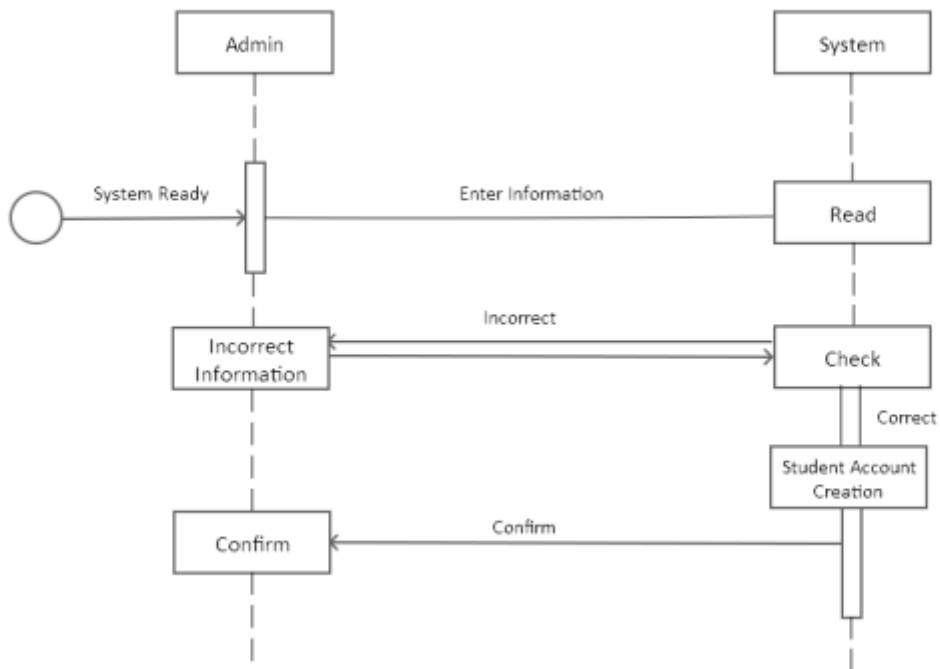 Admin
System
System Ready
Enter Information
Read
Incorrect
Incorrect
Information
Check
Correct
Student Account
Creation
Confirm
Confirm